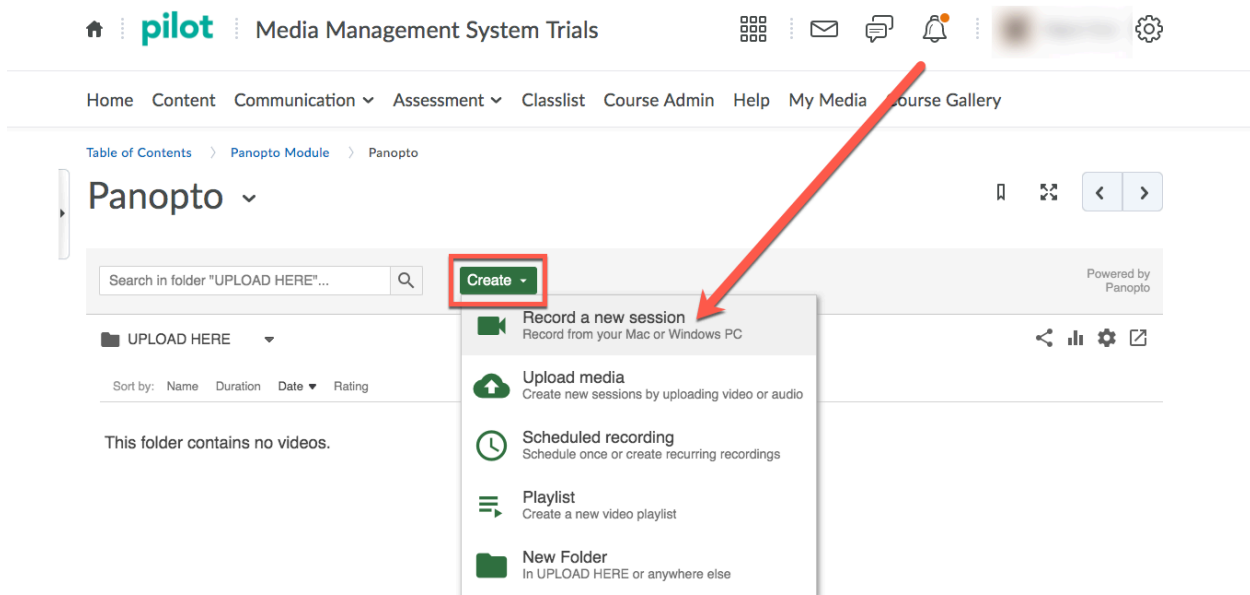 pilot Media Management System Trials
Home Content Communication Assessment Classlist Course Admin Help My Media Course Gallery
Table of Contents Panopto Module Panopto
Panopto
Search in folder "UPLOAD HERE"...
Create
Powered by
Panopto
Record a new session
Record from your Mac or Windows PC
UPLOAD HERE
Upload media
Create new sessions by uploading video or audio
Sort by: Name Duration Date Rating
This folder contains no videos.
Scheduled recording
Schedule once or create recurring recordings
Playlist
Create a new video playlist
New Folder
In UPLOAD HERE or anywhere else